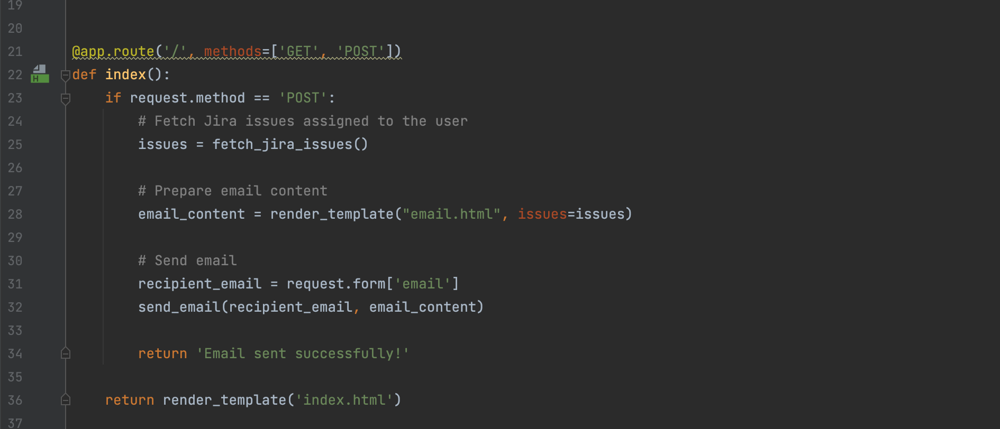 19
20
21 @app.route('/', methods=['GET', 'POST'])
22 H def index():
23     if request.method == 'POST':
24         # Fetch Jira issues assigned to the user
25         issues = fetch_jira_issues()
26
27         # Prepare email content
28         email_content = render_template("email.html", issues=issues)
29
30         # Send email
31         recipient_email = request.form['email']
32         send_email(recipient_email, email_content)
33
34         return 'Email sent successfully!'
35
36     return render_template('index.html')
37